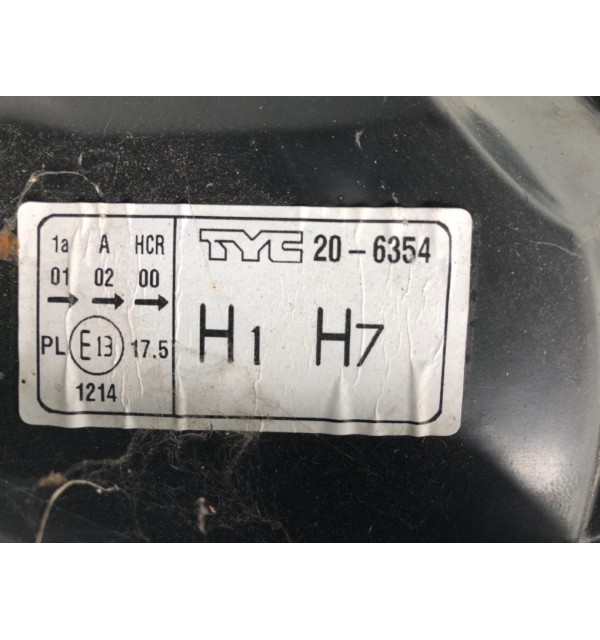 1a A HCR
01 02 00
→ → →
PL E13 17.5
1214
TYC 20-6354
H1 H7